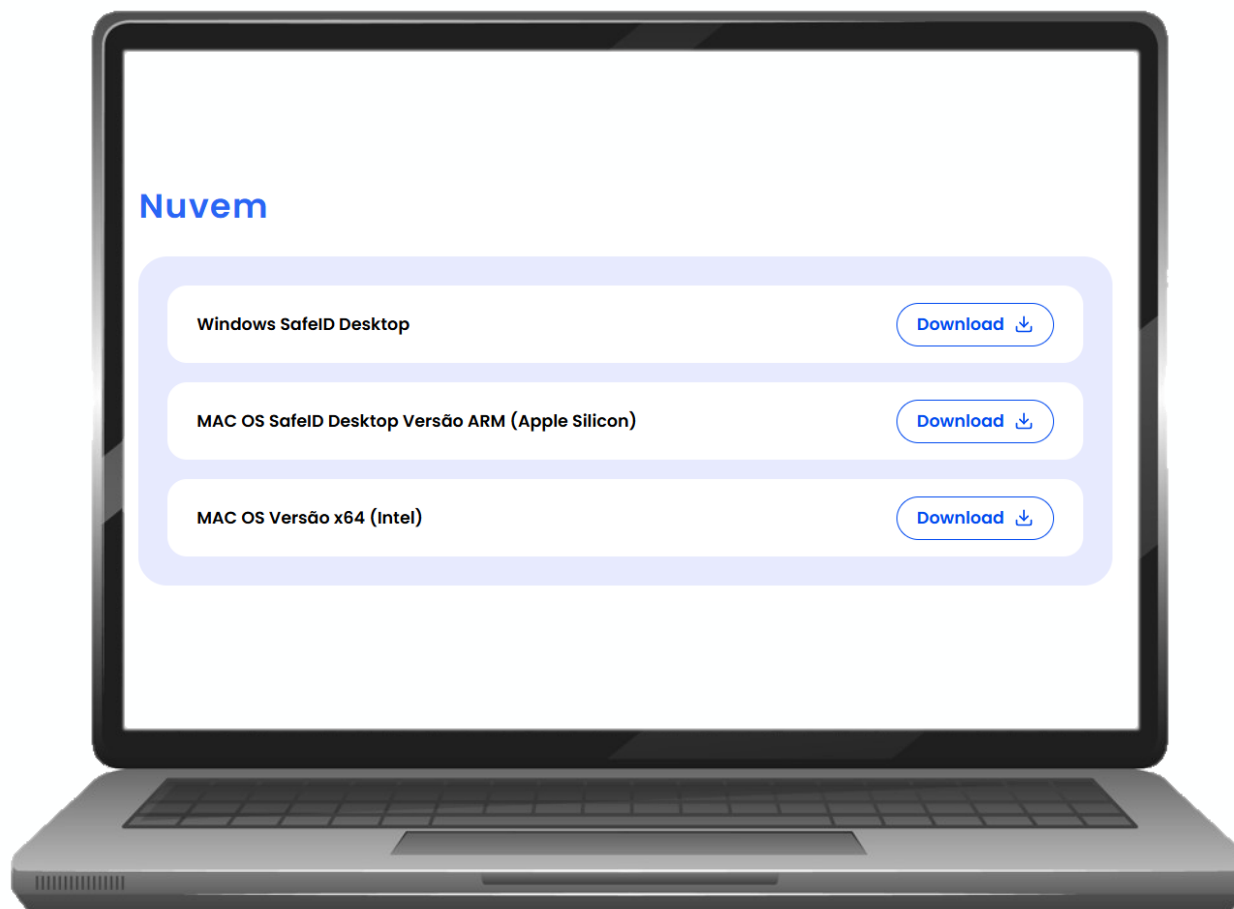 Nuvem
Windows SafeID Desktop Download
MAC OS SafeID Desktop Versão ARM (Apple Silicon) Download
MAC OS Versão x64 (Intel) Download